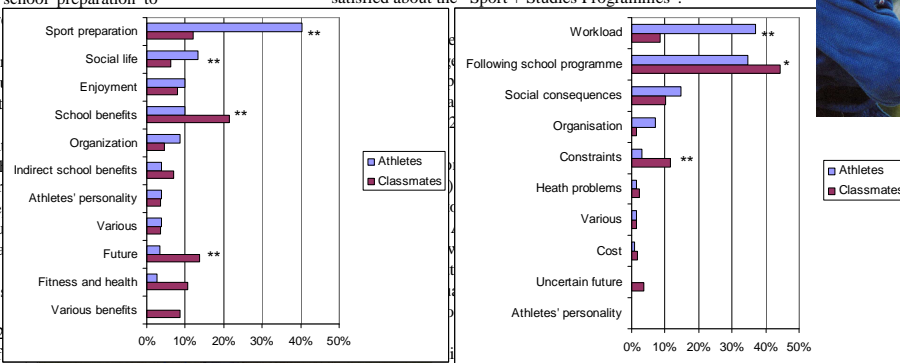 school preparation to
satisfied about the "Sport + Studies Programmes".
Sport preparation
**
Social life
**
Enjoyment
School benefits
**
Organization
Indirect school benefits
Athletes' personality
Various
Future
**
Fitness and health
Various benefits
0% 10% 20% 30% 40% 50%
Athletes
Classmates
Workload
**
Following school programme
*
Social consequences
Organisation
Constraints
**
Heath problems
Various
Cost
Uncertain future
Athletes' personality
0% 10% 20% 30% 40% 50%
Athletes
Classmates